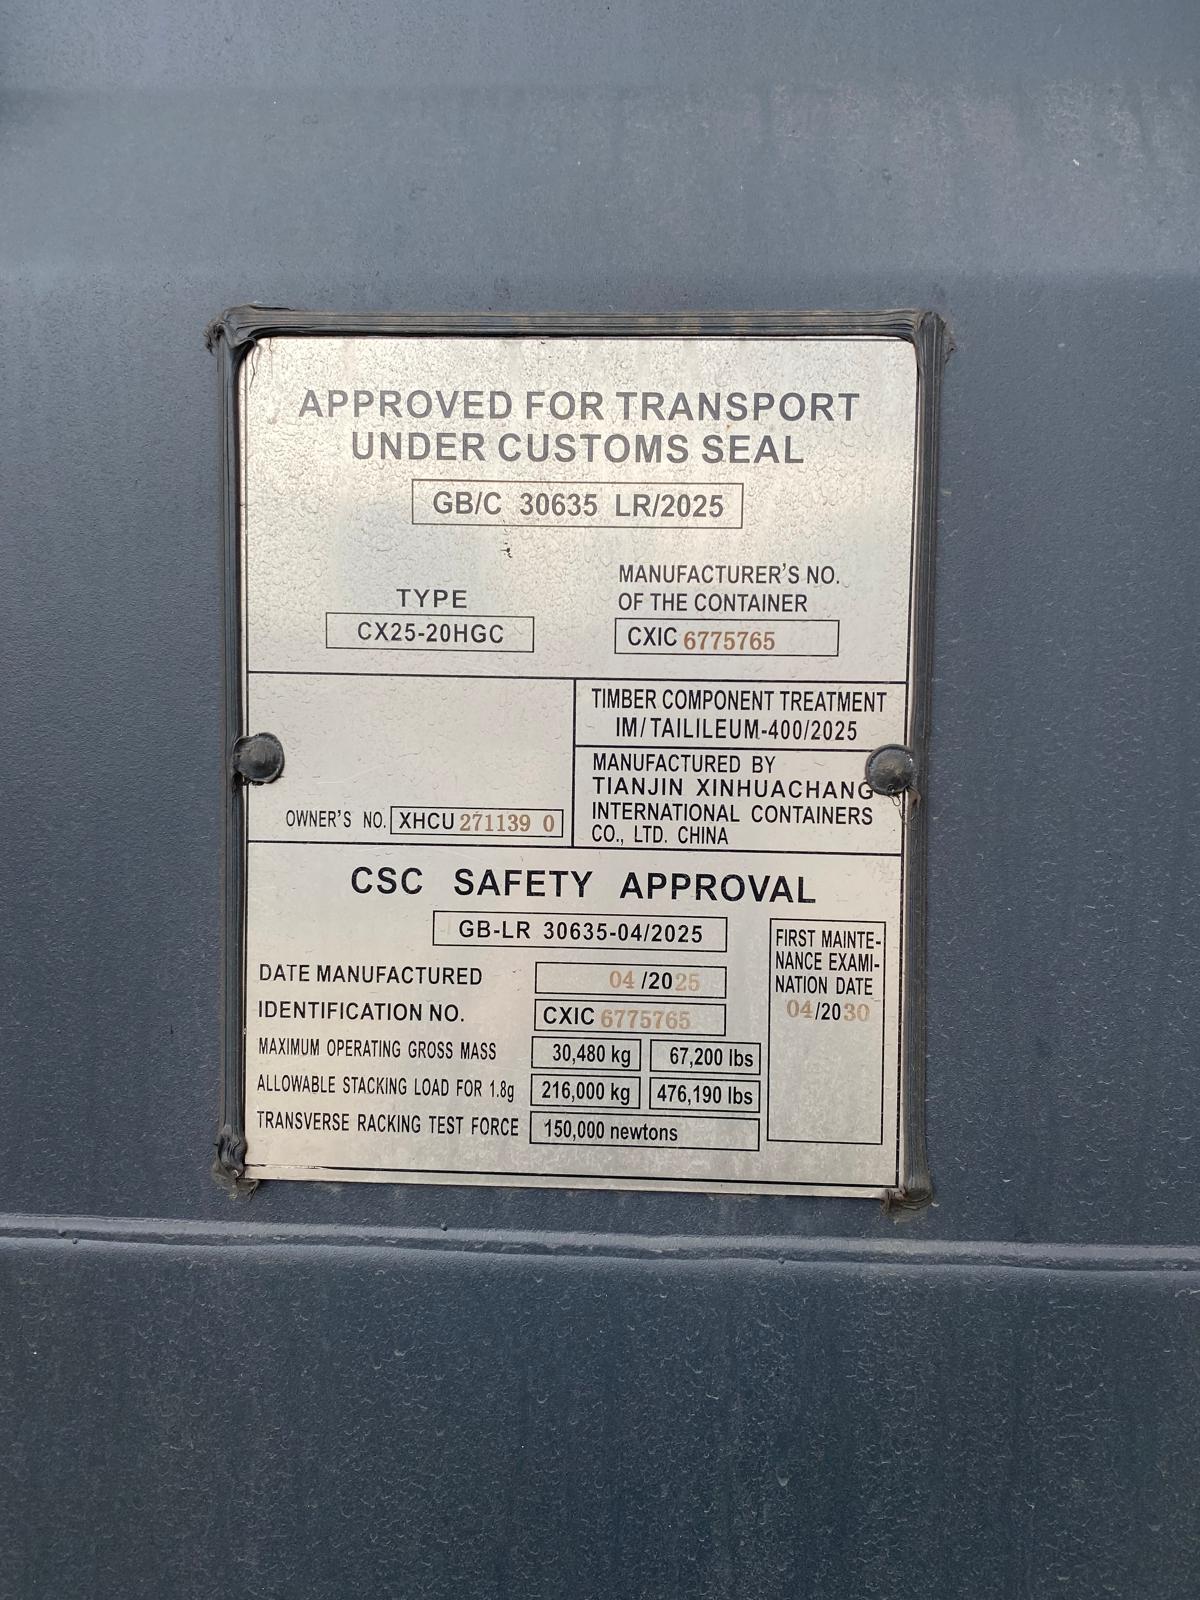 APPROVED FOR TRANSPORT
UNDER CUSTOMS SEAL
GB/C 30635 LR/2025
TYPE
CX25-20HGC
MANUFACTURER'S NO.
OF THE CONTAINER
CXIC 6775765
TIMBER COMPONENT TREATMENT
IM/TAILILEUM-400/2025
MANUFACTURED BY
TIANJIN XINHUACHANG
INTERNATIONAL CONTAINERS
CO., LTD. CHINA
OWNER'S NO. XHCU 271139 0
CSC SAFETY APPROVAL
GB-LR 30635-04/2025
DATE MANUFACTURED 04/2025
IDENTIFICATION NO. CXIC 6775765
MAXIMUM OPERATING GROSS MASS 30,480 kg 67,200 lbs
ALLOWABLE STACKING LOAD FOR 1.8g 216,000 kg 476,190 lbs
TRANSVERSE RACKING TEST FORCE 150,000 newtons
FIRST MAINTE-
NANCE EXAMI-
NATION DATE
04/2030